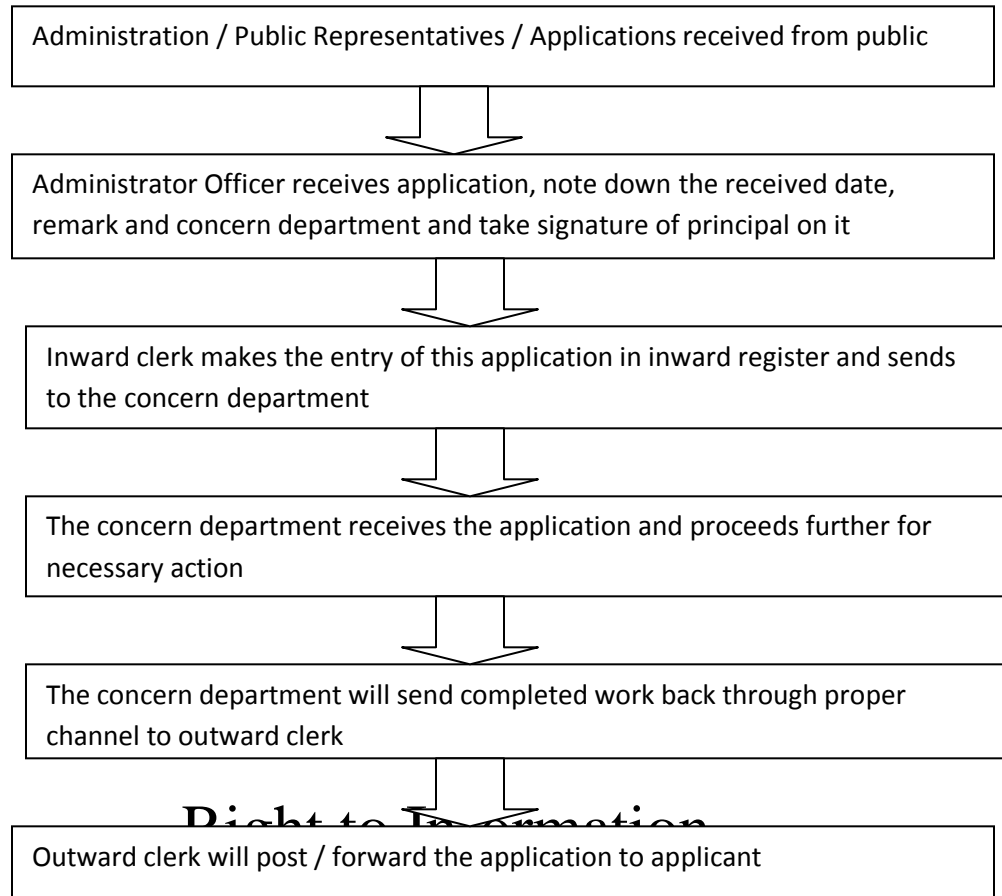 Administration / Public Representatives / Applications received from public
Administrator Officer receives application, note down the received date,
remark and concern department and take signature of principal on it
Inward clerk makes the entry of this application in inward register and sends
to the concern department
The concern department receives the application and proceeds further for
necessary action
The concern department will send completed work back through proper
channel to outward clerk
Right to Information
Outward clerk will post / forward the application to applicant